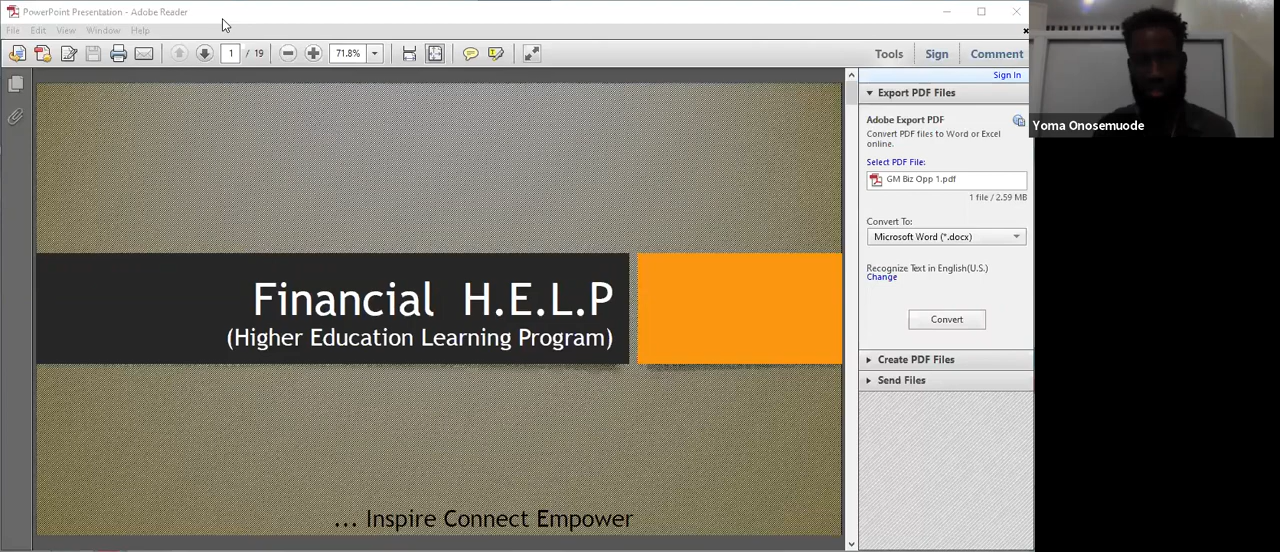 PowerPoint Presentation - Adobe Reader
File Edit View Window Help
1 / 19
71.8%
Tools Sign Comment
Sign In
Export PDF Files
Adobe Export PDF
Convert PDF files to Word or Excel
online.
Select PDF File:
GM Biz Opp 1.pdf
1 file / 2.59 MB
Convert To:
Microsoft Word (*.docx)
Recognize Text in English(U.S.)
Change
Convert
Create PDF Files
Send Files
Financial H.E.L.P
(Higher Education Learning Program)
... Inspire Connect Empower
Yoma Onosemuode